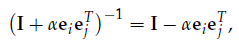 (I + αe_i e_j^T)^{-1} = I − αe_i e_j^T,